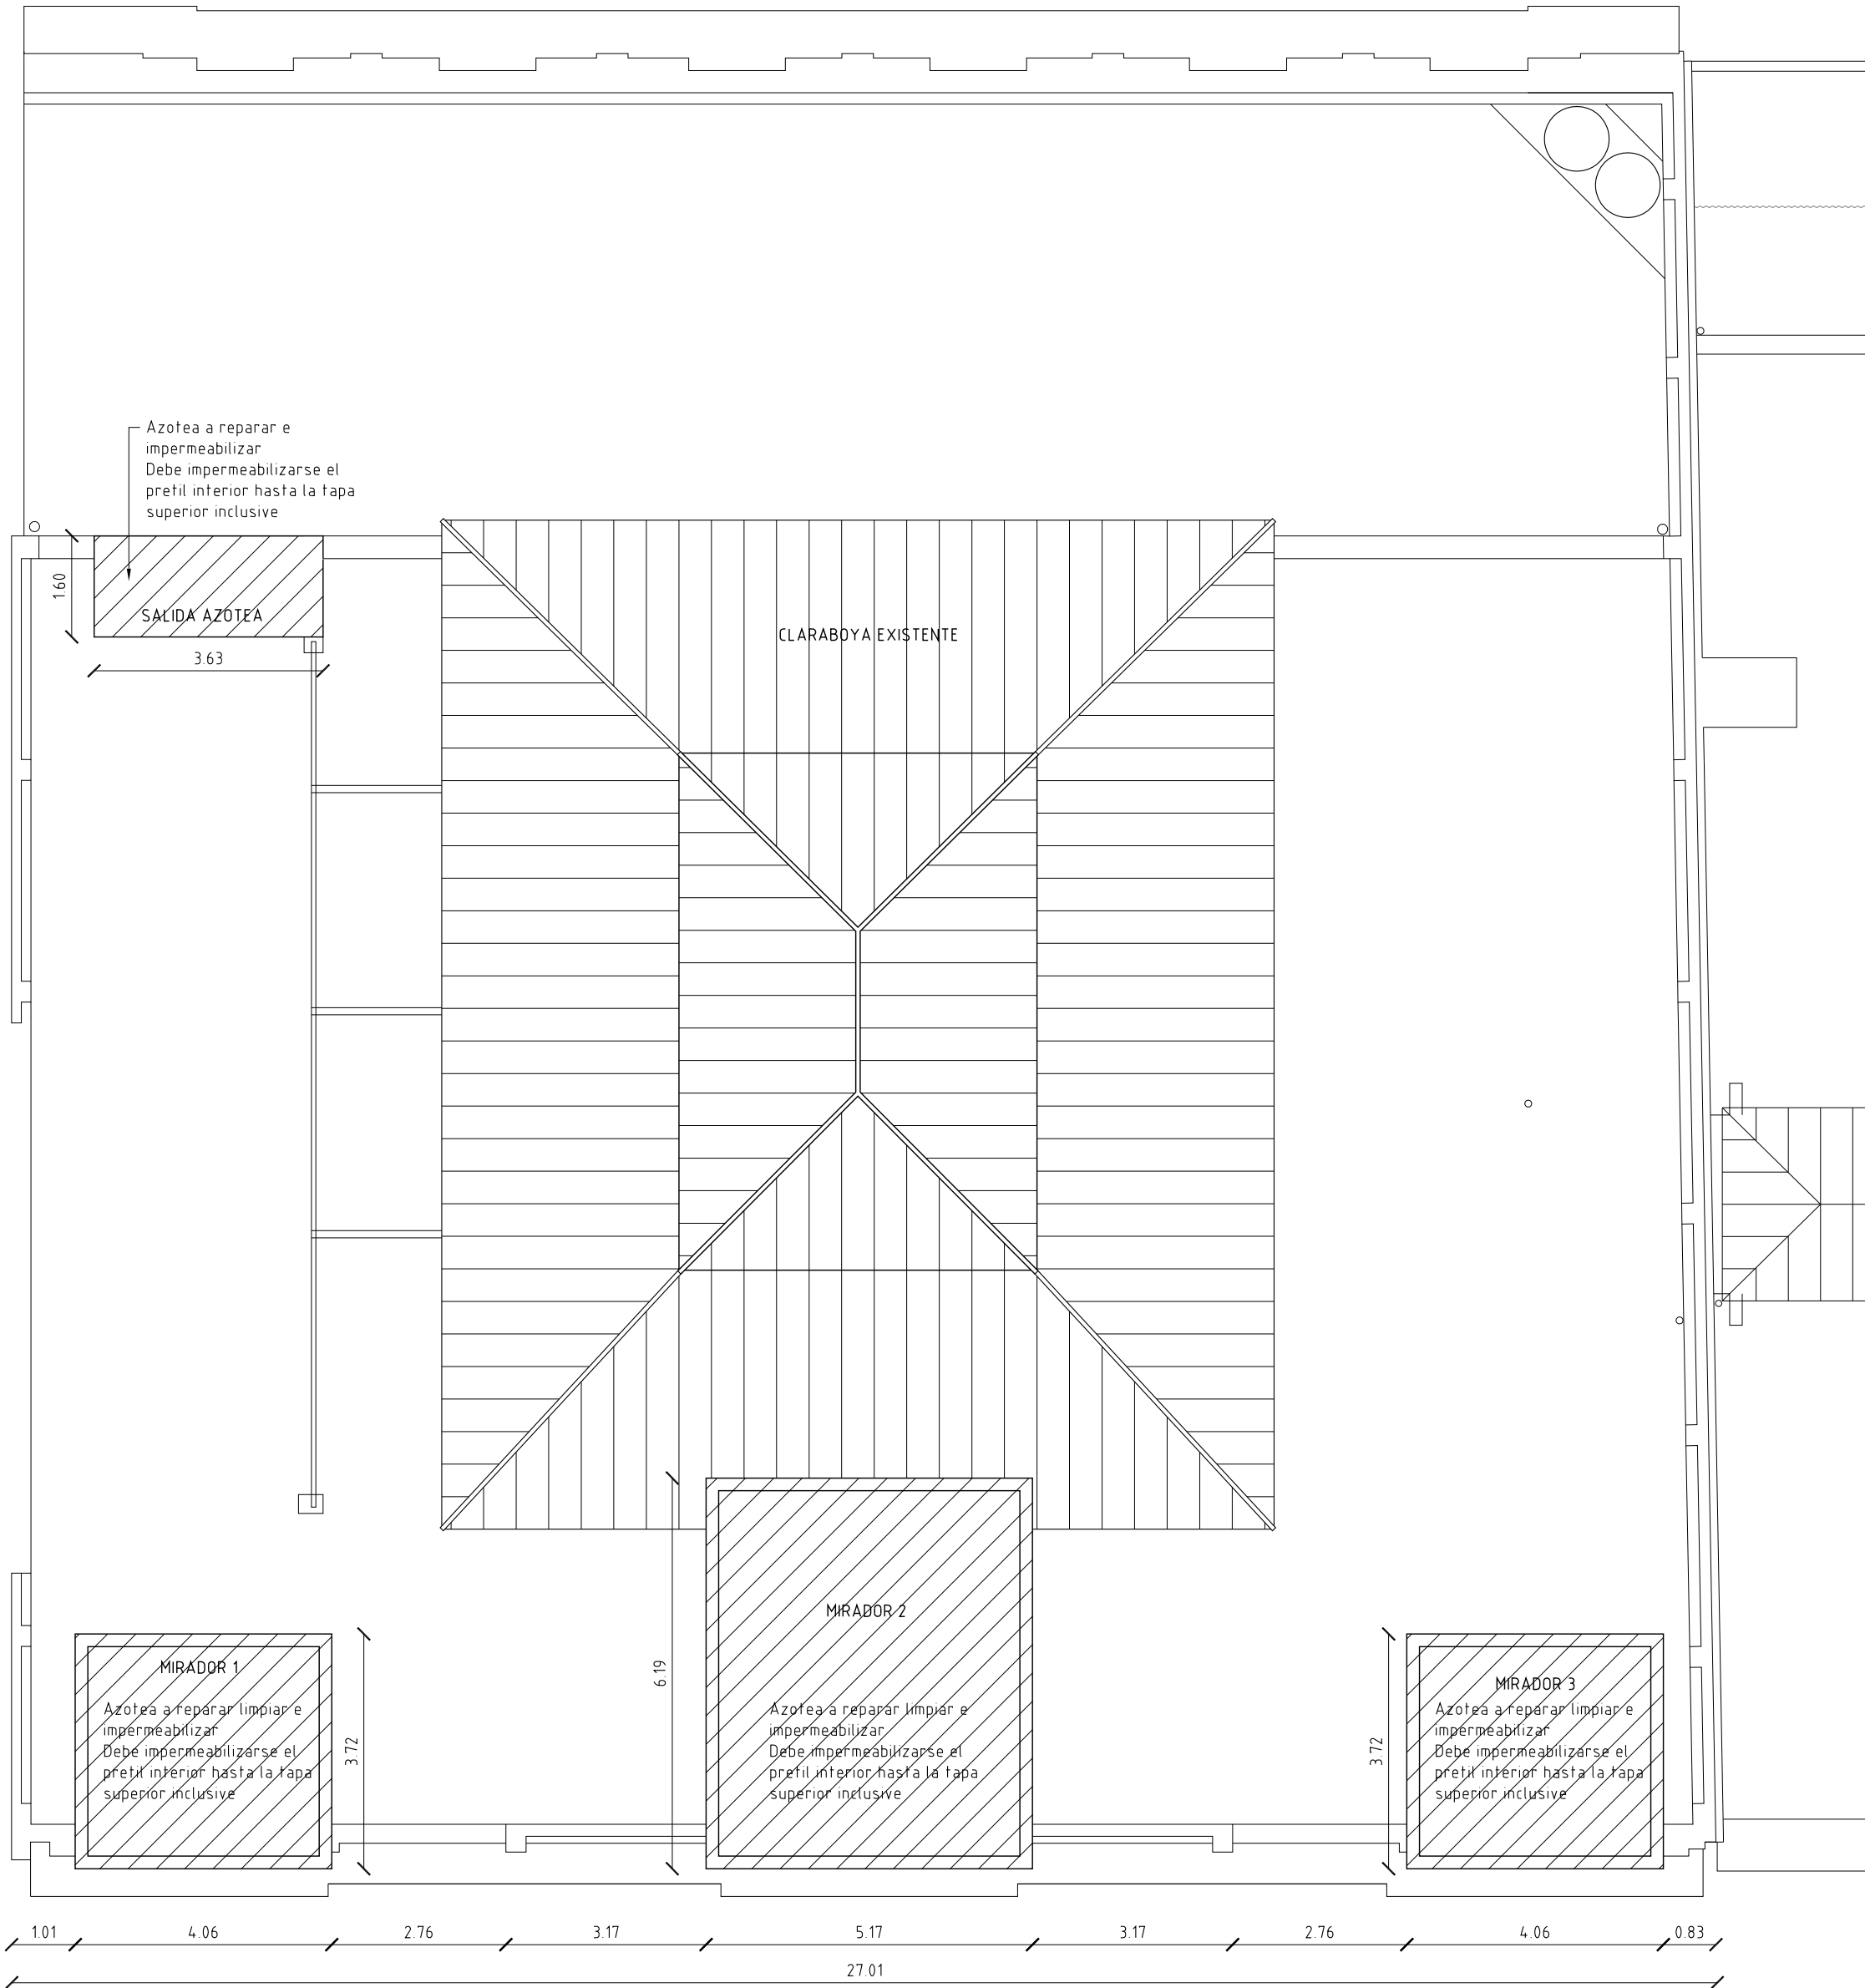 Azotea a reparar e
impermeabilizar
Debe impermeabilizarse el
pretil interior hasta la tapa
superior inclusive
1.60
SALIDA AZOTEA
3.63
CLARABOYA EXISTENTE
MIRADOR 1
Azotea a reparar limpiar e
impermeabilizar
Debe impermeabilizarse el
pretil interior hasta la tapa
superior inclusive
3.72
6.19
MIRADOR 2
Azotea a reparar limpiar e
impermeabilizar
Debe impermeabilizarse el
pretil interior hasta la tapa
superior inclusive
3.72
MIRADOR 3
Azotea a reparar limpiar e
impermeabilizar
Debe impermeabilizarse el
pretil interior hasta la tapa
superior inclusive
1.01 4.06 2.76 3.17 5.17 3.17 2.76 4.06 0.83
27.01